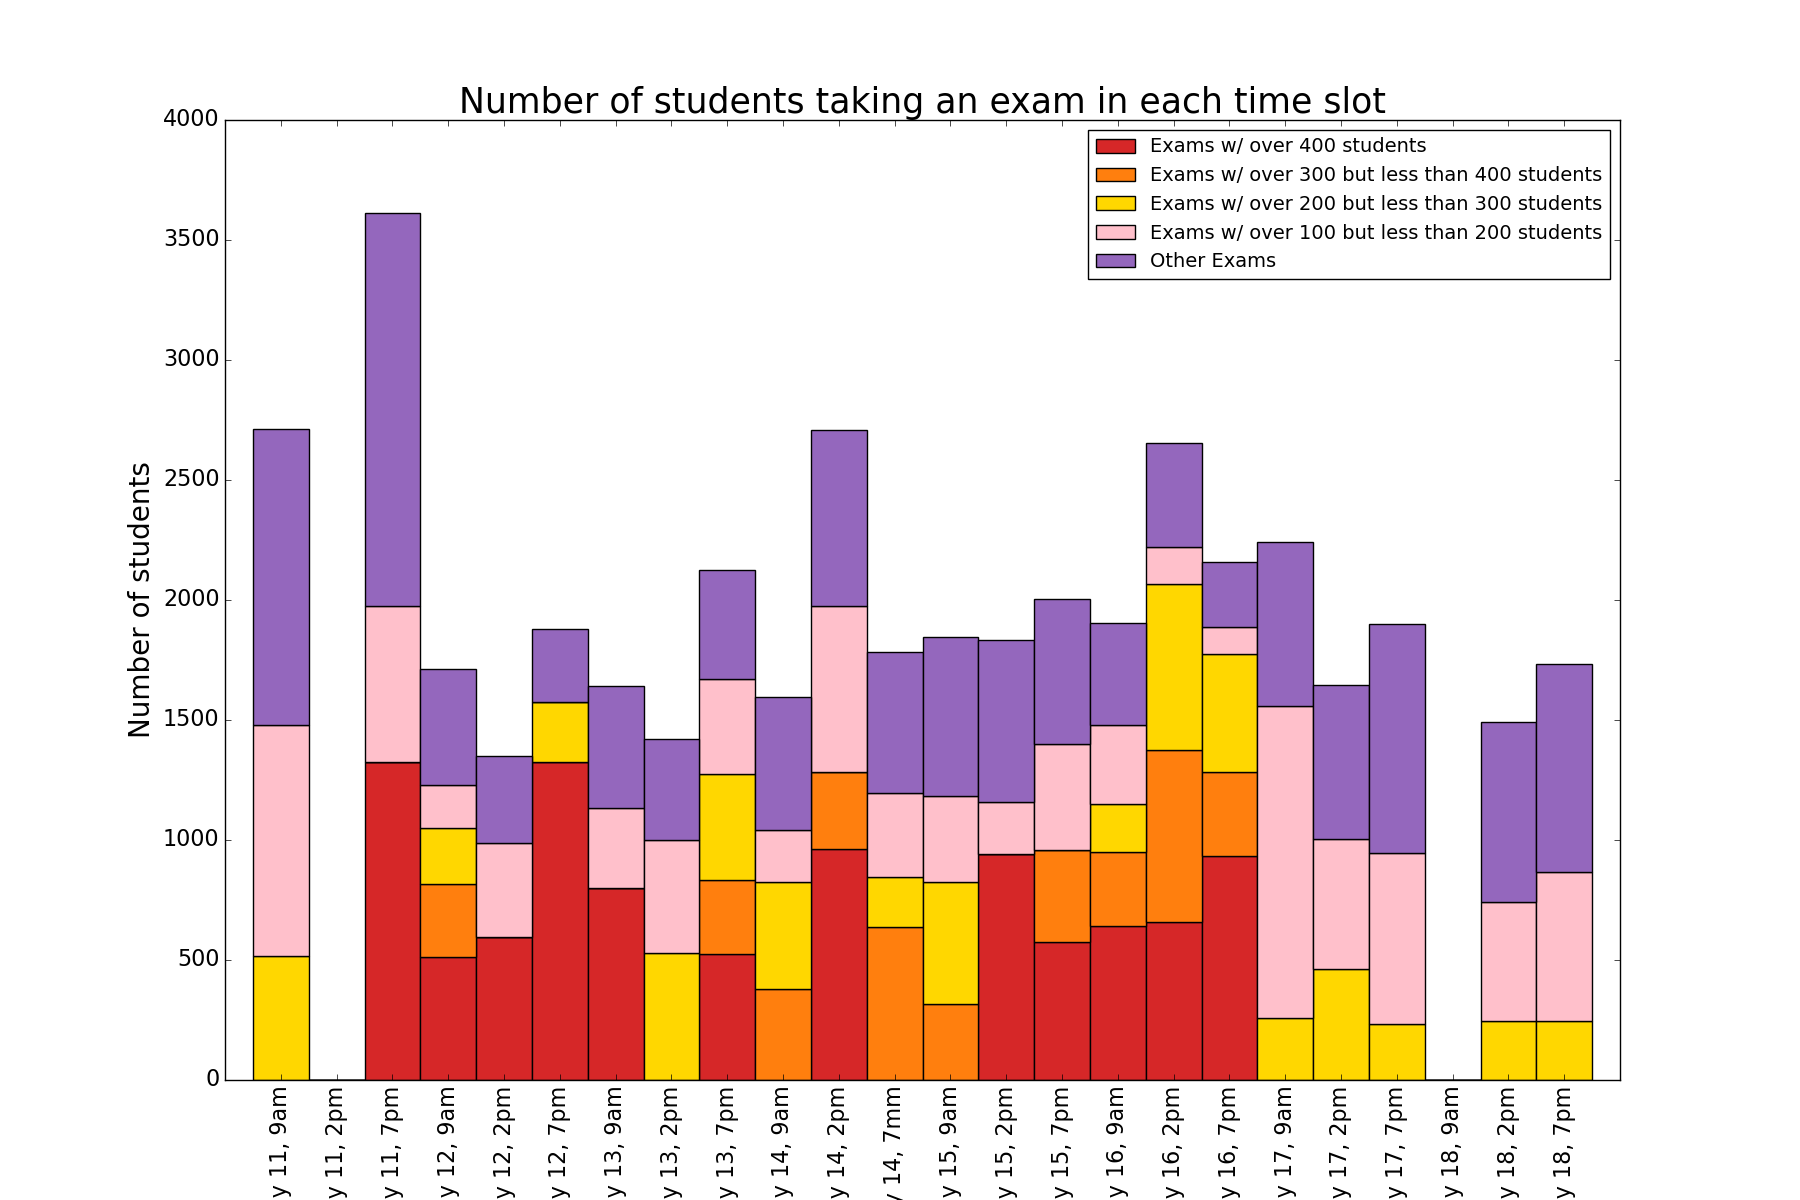 Number of students taking an exam in each time slot
4000
3500
3000
2500
2000
1500
1000
500
0
Number of students
Exams w/ over 400 students
Exams w/ over 300 but less than 400 students
Exams w/ over 200 but less than 300 students
Exams w/ over 100 but less than 200 students
Other Exams
y 11, 9am
y 11, 2pm
y 11, 7pm
y 12, 9am
y 12, 2pm
y 12, 7pm
y 13, 9am
y 13, 2pm
y 13, 7pm
y 14, 9am
y 14, 2pm
y 14, 7mm
y 15, 9am
y 15, 2pm
y 15, 7pm
y 16, 9am
y 16, 2pm
y 16, 7pm
y 17, 9am
y 17, 2pm
y 17, 7pm
y 18, 9am
y 18, 2pm
y 18, 7pm